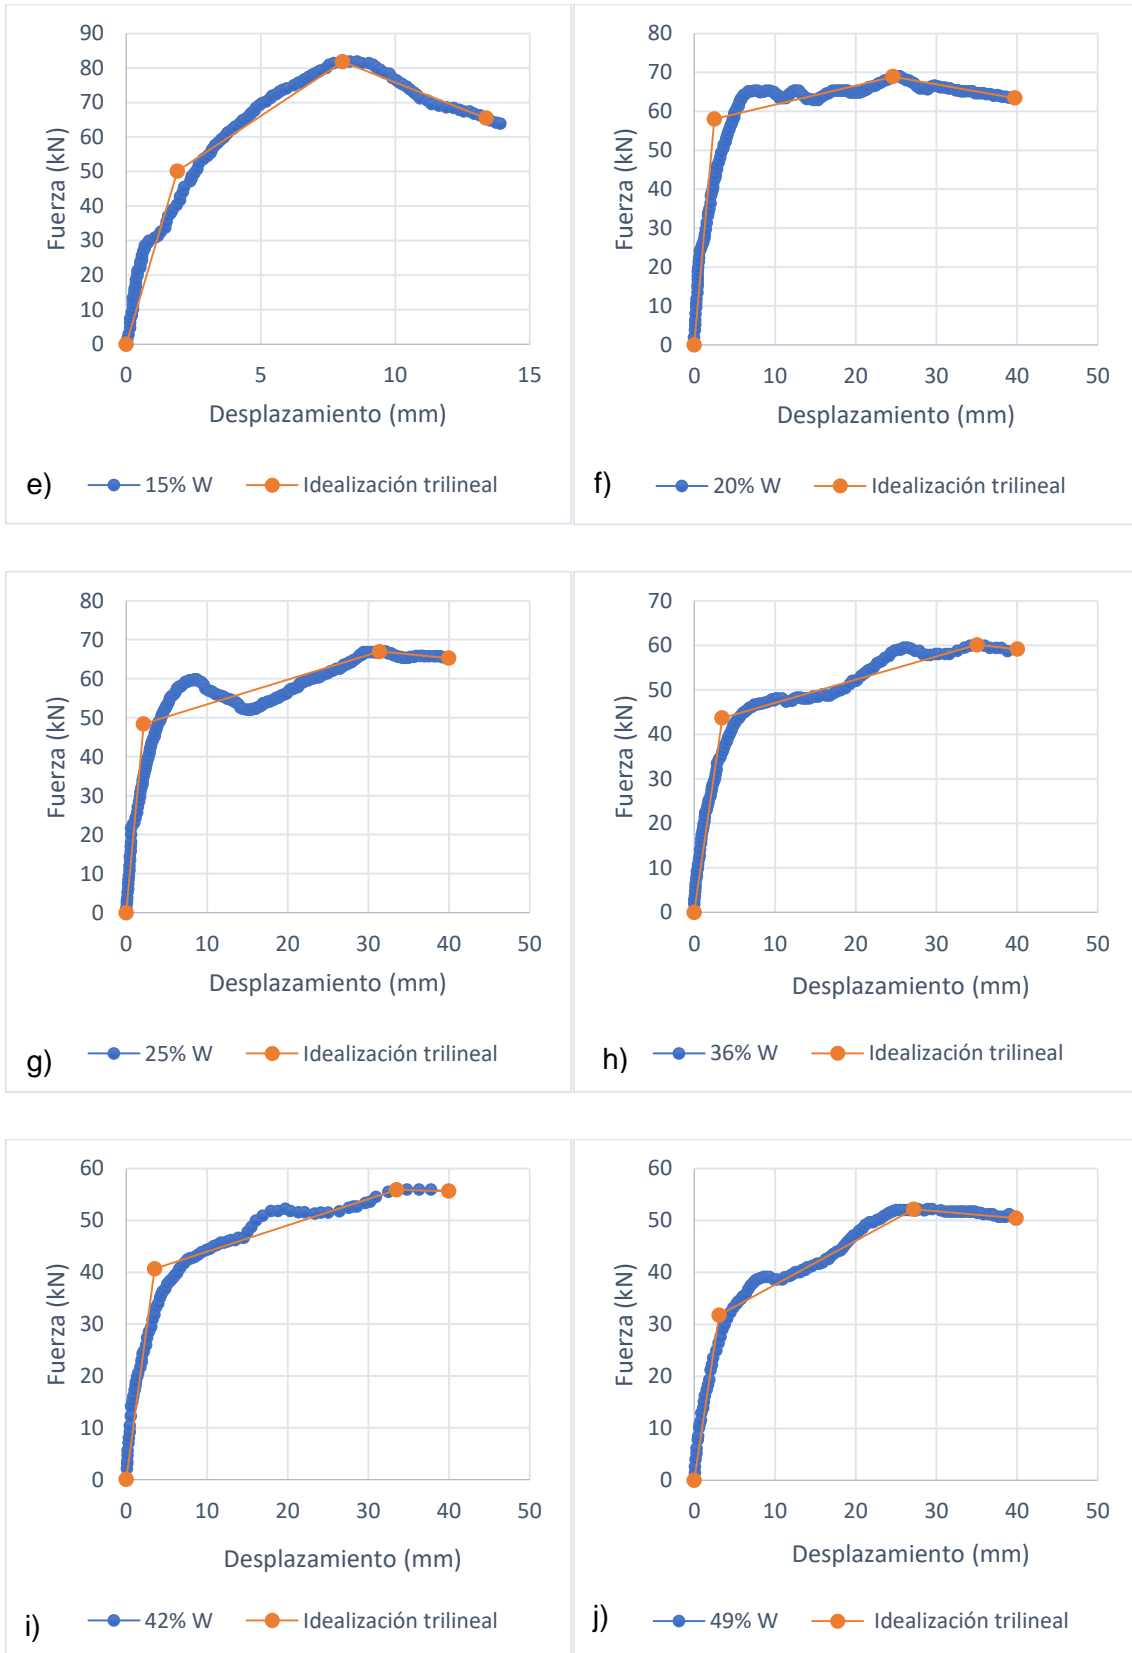 90
80
70
60
50
40
30
20
10
0
Fuerza (kN)
0 5 10 15
Desplazamiento (mm)
e) 15% W Idealización trilineal
80
70
60
50
40
30
20
10
0
Fuerza (kN)
0 10 20 30 40 50
Desplazamiento (mm)
f) 20% W Idealización trilineal
80
70
60
50
40
30
20
10
0
Fuerza (kN)
0 10 20 30 40 50
Desplazamiento (mm)
g) 25% W Idealización trilineal
70
60
50
40
30
20
10
0
Fuerza (kN)
0 10 20 30 40 50
Desplazamiento (mm)
h) 36% W Idealización trilineal
60
50
40
30
20
10
0
Fuerza (kN)
0 10 20 30 40 50
Desplazamiento (mm)
i) 42% W Idealización trilineal
60
50
40
30
20
10
0
Fuerza (kN)
0 10 20 30 40 50
Desplazamiento (mm)
j) 49% W Idealización trilineal